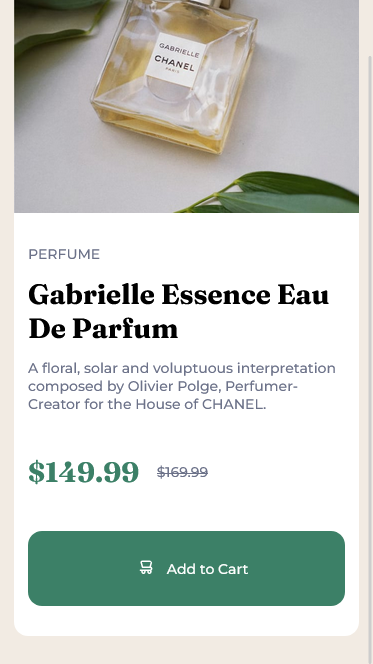 GABRIELLE
CHANEL
PARIS
PERFUME
Gabrielle Essence Eau
De Parfum
A floral, solar and voluptuous interpretation
composed by Olivier Polge, Perfumer-
Creator for the House of CHANEL.
$149.99 $169.99
Add to Cart